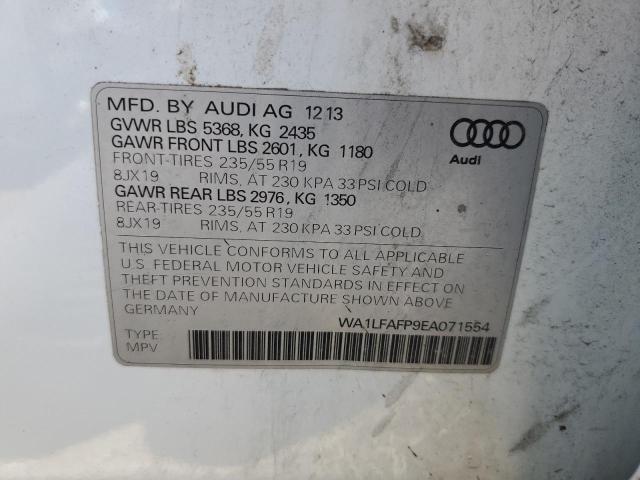 MFD. BY AUDI AG 12 13
GVWR LBS 5368, KG 2435
GAWR FRONT LBS 2601, KG 1180
FRONT-TIRES 235/55 R19
8JX19 RIMS, AT 230 KPA 33 PSI COLD
GAWR REAR LBS 2976, KG 1350
REAR-TIRES 235/55 R19
8JX19 RIMS, AT 230 KPA 33 PSI COLD
Audi
THIS VEHICLE CONFORMS TO ALL APPLICABLE
U.S. FEDERAL MOTOR VEHICLE SAFETY AND
THEFT PREVENTION STANDARDS IN EFFECT ON
THE DATE OF MANUFACTURE SHOWN ABOVE
GERMANY
WA1LFAFP9EA071554
TYPE:
MPV